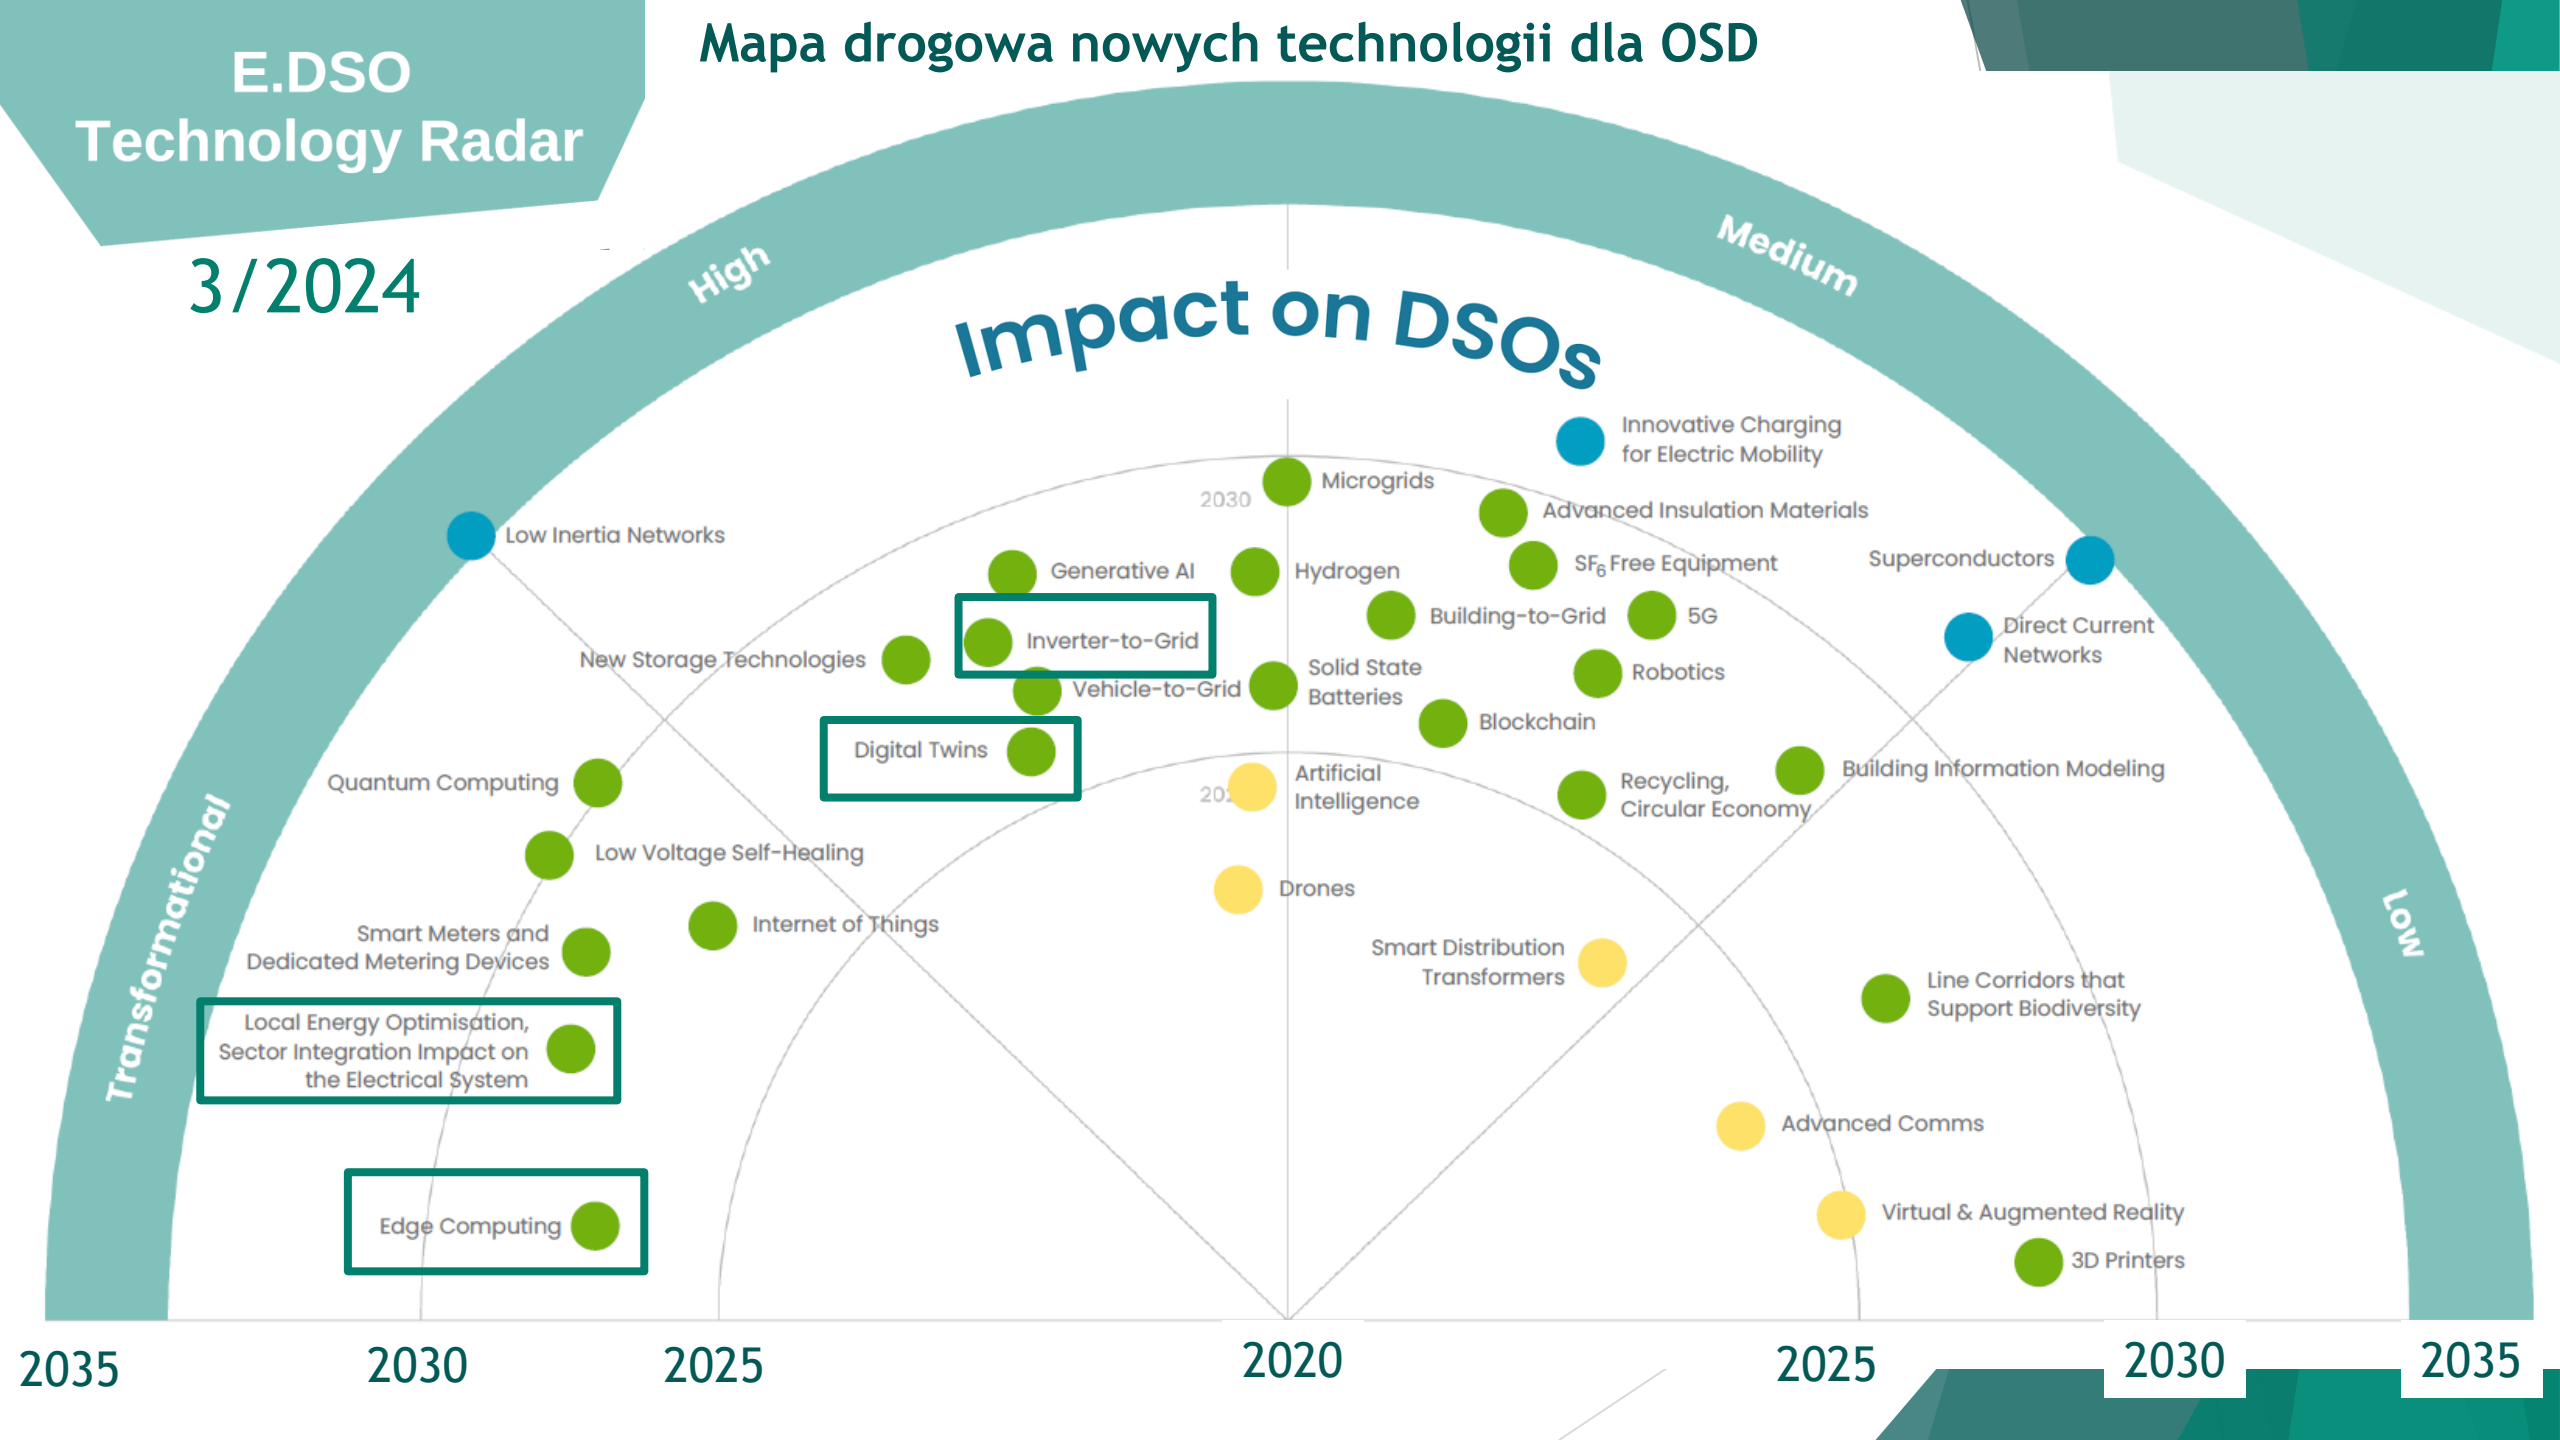 E.DSO
Technology Radar
Mapa drogowa nowych technologii dla OSD
3/2024
High
Medium
Transformational
Low
Impact on DSOs
Innovative Charging
for Electric Mobility
Microgrids
2030
Advanced Insulation Materials
Low Inertia Networks
Generative AI
Hydrogen
SF6 Free Equipment
Superconductors
Inverter-to-Grid
Building-to-Grid
5G
Direct Current
Networks
New Storage Technologies
Vehicle-to-Grid
Solid State
Batteries
Robotics
Digital Twins
Blockchain
Quantum Computing
Artificial
Intelligence
Recycling,
Circular Economy
Building Information Modeling
Low Voltage Self-Healing
Drones
Internet of Things
Smart Meters and
Dedicated Metering Devices
Smart Distribution
Transformers
Line Corridors that
Support Biodiversity
Local Energy Optimisation,
Sector Integration Impact on
the Electrical System
Advanced Comms
Edge Computing
Virtual & Augmented Reality
3D Printers
2035
2030
2025
2020
2025
2030
2035